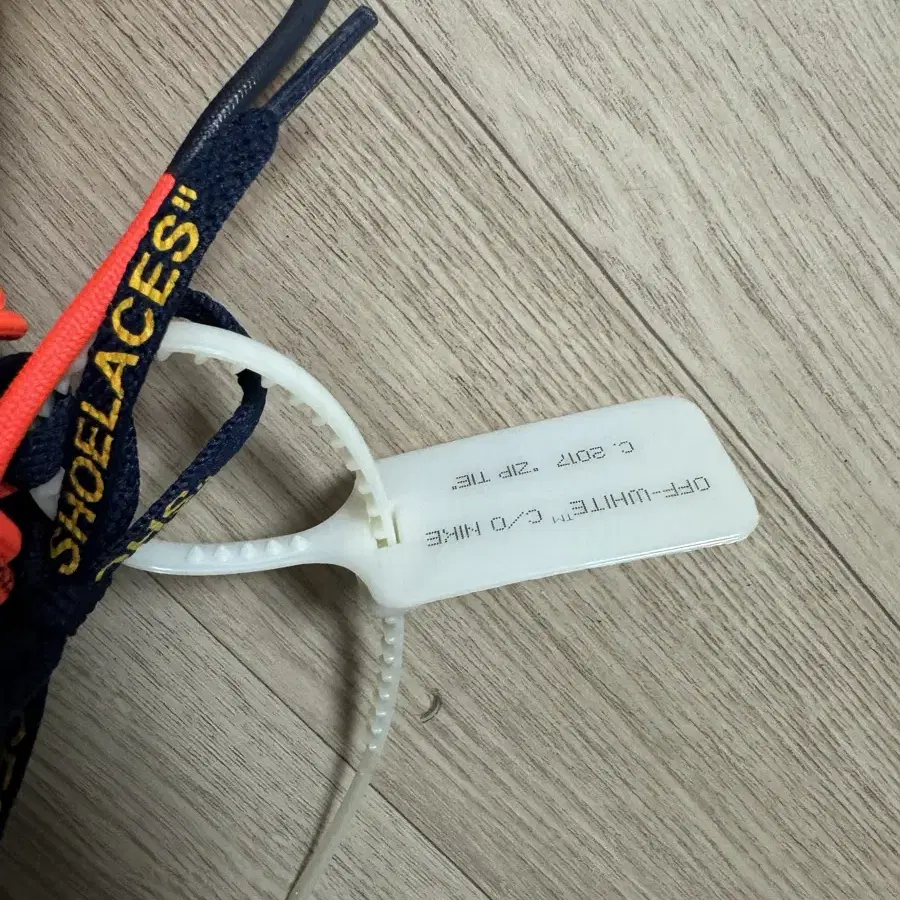 SHOELACES"
OFF-WHITE™ C/O NIKE
C. 2017 "ZIP TIE"